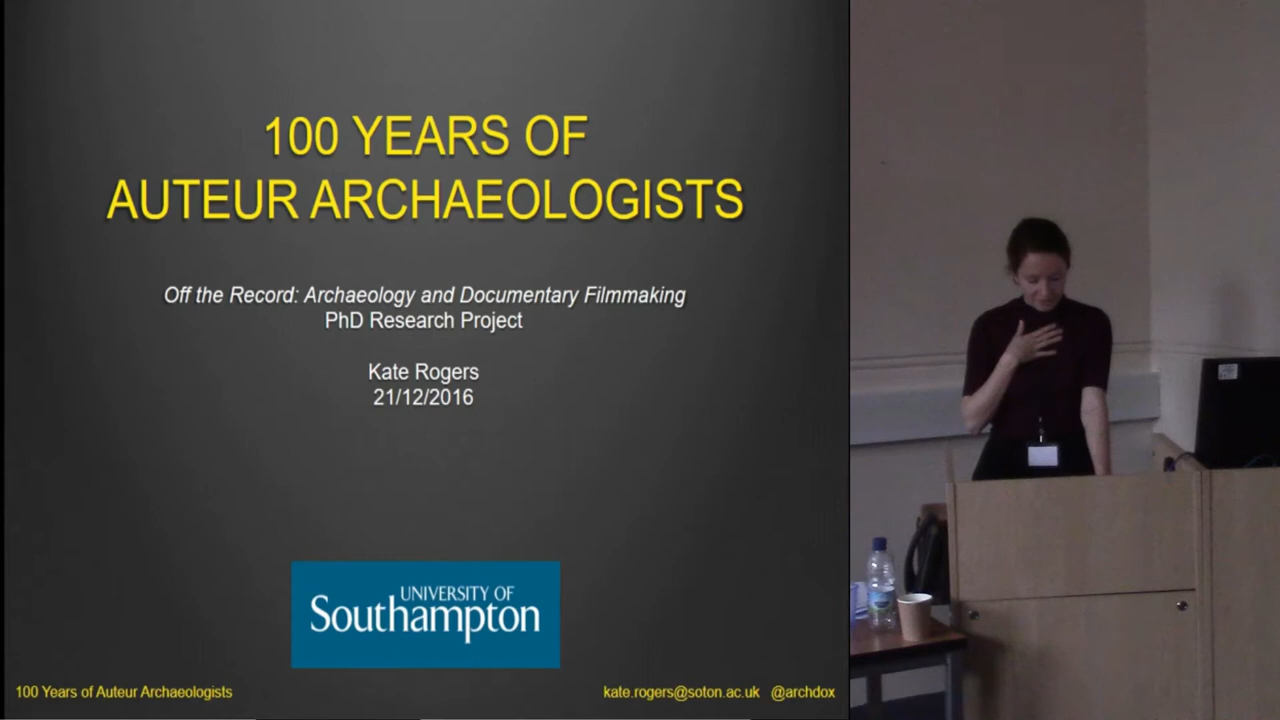 100 YEARS OF
AUTEUR ARCHAEOLOGISTS
Off the Record: Archaeology and Documentary Filmmaking
PhD Research Project
Kate Rogers
21/12/2016
UNIVERSITY OF
Southampton
100 Years of Auteur Archaeologists
kate.rogers@soton.ac.uk @archdox